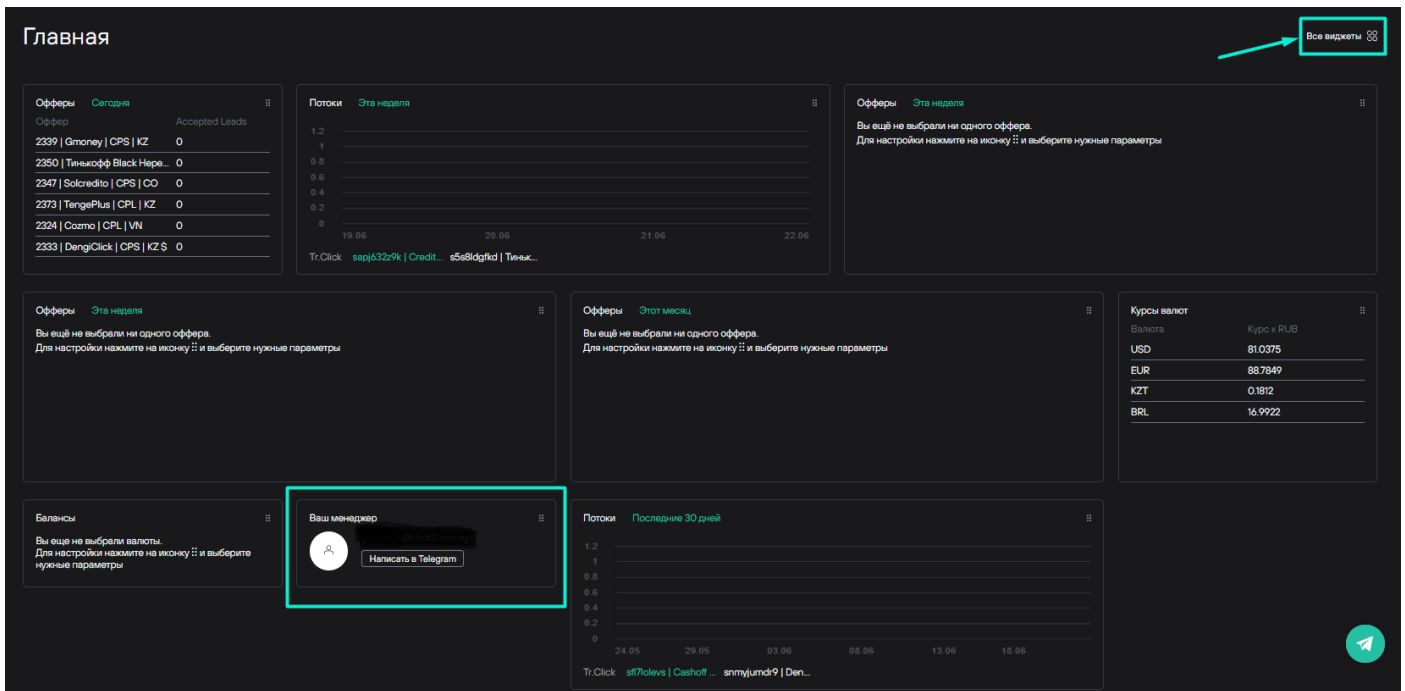 Главная
Все виджеты
Офферы Сегодня
Оффер Accepted Leads
2339 | Gmoney | CPS | KZ 0
2350 | Тинькофф Black Нере... 0
2347 | Solcredito | CPS | CO 0
2373 | TengePlus | CPL | KZ 0
2324 | Cozmo | CPL | VN 0
2333 | DengiClick | CPS | KZ $ 0
Потоки Эта неделя
1.2
1
0.8
0.6
0.4
0.2
0
19.06 20.06 21.06 22.06
Tr.Click sapj632z9k | Credit... s5s8ldgfkd | Тиньк...
Офферы Эта неделя
Вы ещё не выбрали ни одного оффера.
Для настройки нажмите на иконку ⠿ и выберите нужные параметры
Офферы Эта неделя
Вы ещё не выбрали ни одного оффера.
Для настройки нажмите на иконку ⠿ и выберите нужные параметры
Офферы Этот месяц
Вы ещё не выбрали ни одного оффера.
Для настройки нажмите на иконку ⠿ и выберите нужные параметры
Курсы валют
Валюта Курс к RUB
USD 81.0375
EUR 88.7849
KZT 0.1812
BRL 16.9922
Балансы
Вы еще не выбрали валюты.
Для настройки нажмите на иконку ⠿ и выберите
нужные параметры
Ваш менеджер
@click2.money
Написать в Telegram
Потоки Последние 30 дней
1.2
1
0.8
0.6
0.4
0.2
0
24.05 29.05 03.06 08.06 13.06 18.06
Tr.Click sfl7lolevs | Cashoff ... snmyjumdr9 | Den...